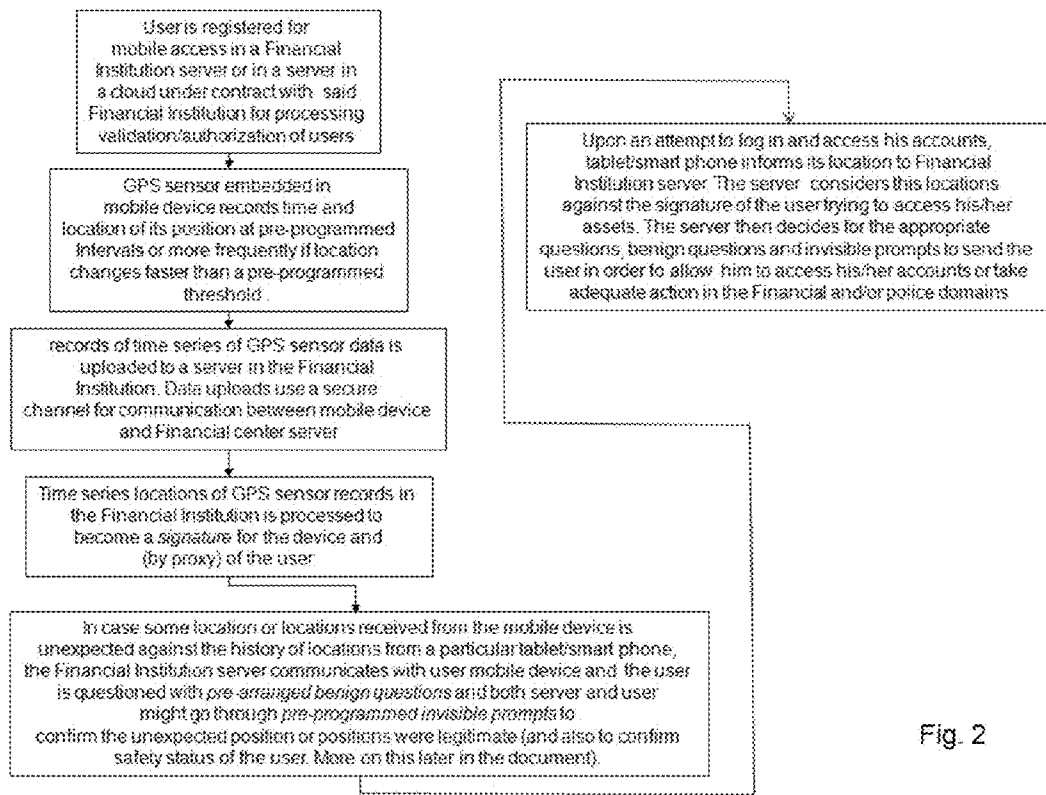 User is registered for
mobile access in a Financial
Institution server or in a server in
a cloud under contract with said
Financial Institution for processing
validation/authorization of users
GPS sensor embedded in
mobile device records time and
location of its position at pre-programmed
Intervals or more frequently if location
changes faster than a pre-programmed
threshold.
records of time series of GPS sensor data is
uploaded to a server in the Financial
Institution. Data uploads use a secure
channel for communication between mobile device
and Financial center server
Time series locations of GPS sensor records in
the Financial Institution is processed to
become a signature for the device and
(by proxy) of the user
In case some location or locations received from the mobile device is
unexpected against the history of locations from a particular tablet/smart phone,
the Financial Institution server communicates with user mobile device and the user
is questioned with pre-arranged benign questions and both server and user
might go through pre-programmed invisible prompts to
confirm the unexpected position or positions were legitimate (and also to confirm
safety status of the user. More on this later in the document).
Upon an attempt to log in and access his accounts,
tablet/smart phone informs its location to Financial
Institution server. The server considers this locations
against the signature of the user trying to access his/her
assets. The server then decides for the appropriate
questions, benign questions and invisible prompts to send the
user in order to allow him to access his/her accounts or take
adequate action in the Financial and/or police domains
Fig. 2